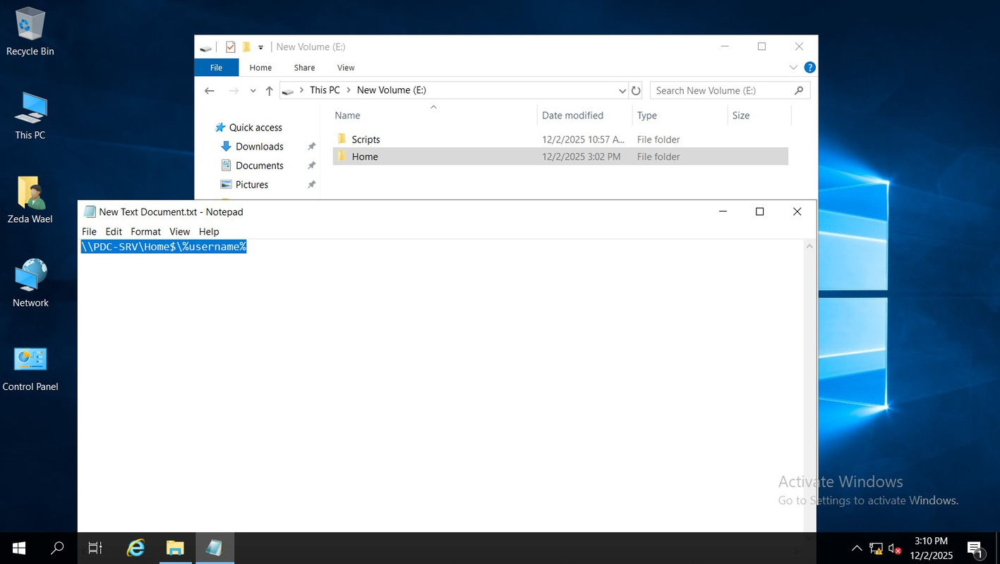 Recycle Bin
This PC
Zeda Wael
Network
Control Panel
New Volume (E:)
File Home Share View
This PC New Volume (E:)
Search New Volume (E:)
Name Date modified Type Size
Scripts 12/2/2025 10:57 A... File folder
Home 12/2/2025 3:02 PM File folder
Quick access
Downloads
Documents
Pictures
New Text Document.txt - Notepad
File Edit Format View Help
\\PDC-SRV\Home$\%username%
Activate Windows
Go to Settings to activate Windows.
3:10 PM
12/2/2025
1